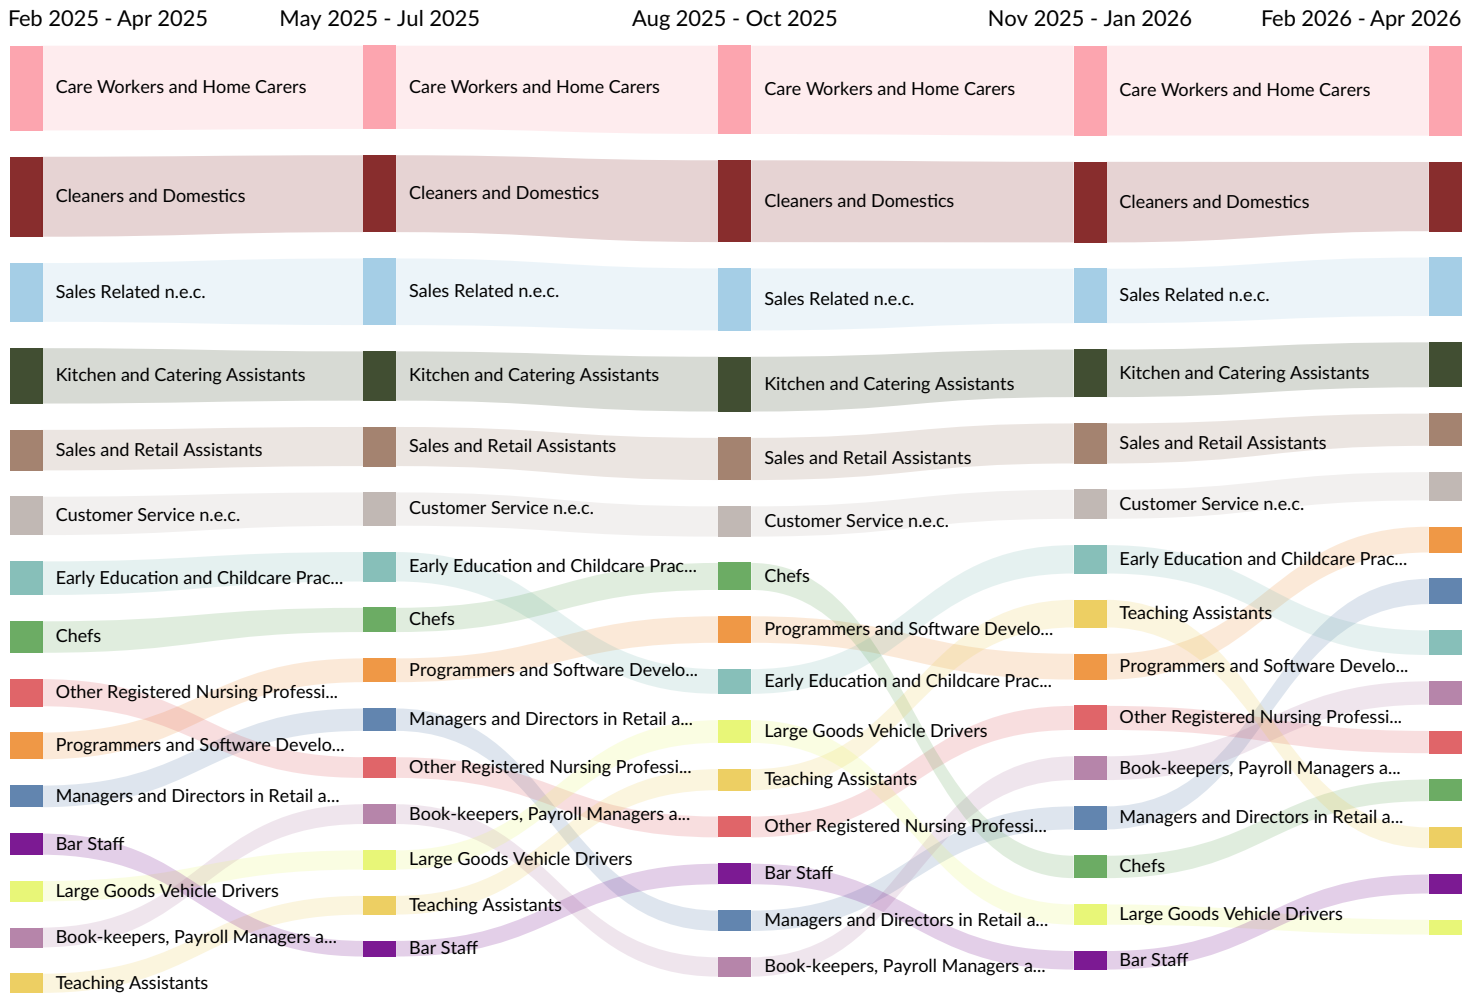 Feb 2025 - Apr 2025
May 2025 - Jul 2025
Aug 2025 - Oct 2025
Nov 2025 - Jan 2026
Feb 2026 - Apr 2026
Care Workers and Home Carers
Cleaners and Domestics
Sales Related n.e.c.
Kitchen and Catering Assistants
Sales and Retail Assistants
Customer Service n.e.c.
Early Education and Childcare Prac...
Chefs
Other Registered Nursing Professi...
Programmers and Software Develo...
Managers and Directors in Retail a...
Bar Staff
Large Goods Vehicle Drivers
Book-keepers, Payroll Managers a...
Teaching Assistants
Care Workers and Home Carers
Cleaners and Domestics
Sales Related n.e.c.
Kitchen and Catering Assistants
Sales and Retail Assistants
Customer Service n.e.c.
Early Education and Childcare Prac...
Chefs
Programmers and Software Develo...
Managers and Directors in Retail a...
Other Registered Nursing Professi...
Book-keepers, Payroll Managers a...
Large Goods Vehicle Drivers
Teaching Assistants
Bar Staff
Care Workers and Home Carers
Cleaners and Domestics
Sales Related n.e.c.
Kitchen and Catering Assistants
Sales and Retail Assistants
Customer Service n.e.c.
Chefs
Programmers and Software Develo...
Early Education and Childcare Prac...
Large Goods Vehicle Drivers
Teaching Assistants
Other Registered Nursing Professi...
Bar Staff
Managers and Directors in Retail a...
Book-keepers, Payroll Managers a...
Care Workers and Home Carers
Cleaners and Domestics
Sales Related n.e.c.
Kitchen and Catering Assistants
Sales and Retail Assistants
Customer Service n.e.c.
Early Education and Childcare Prac...
Teaching Assistants
Programmers and Software Develo...
Other Registered Nursing Professi...
Book-keepers, Payroll Managers a...
Managers and Directors in Retail a...
Chefs
Large Goods Vehicle Drivers
Bar Staff